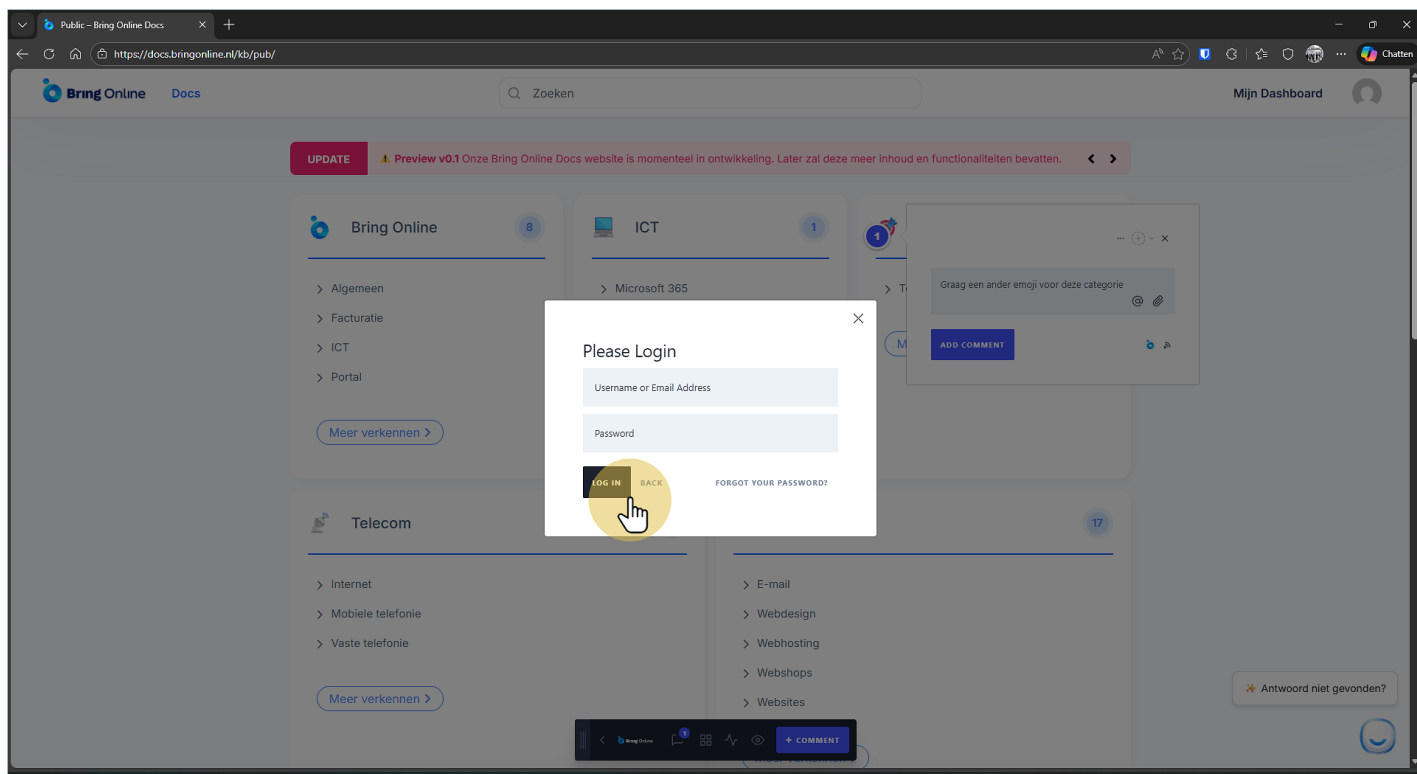 Public – Bring Online Docs
https://docs.bringonline.nl/kb/pub/
Chatten
Bring Online Docs
Zoeken
Mijn Dashboard
UPDATE
Preview v0.1 Onze Bring Online Docs website is momenteel in ontwikkeling. Later zal deze meer inhoud en functionaliteiten bevatten.
Bring Online 8
Algemeen
Facturatie
ICT
Portal
Meer verkennen
ICT 1
Microsoft 365
1
Graag een ander emoji voor deze categorie
ADD COMMENT
Please Login
Username or Email Address
Password
LOG IN BACK FORGOT YOUR PASSWORD?
Telecom
Internet
Mobiele telefonie
Vaste telefonie
Meer verkennen
17
E-mail
Webdesign
Webhosting
Webshops
Websites
Antwoord niet gevonden?
Bring Online 1 + COMMENT